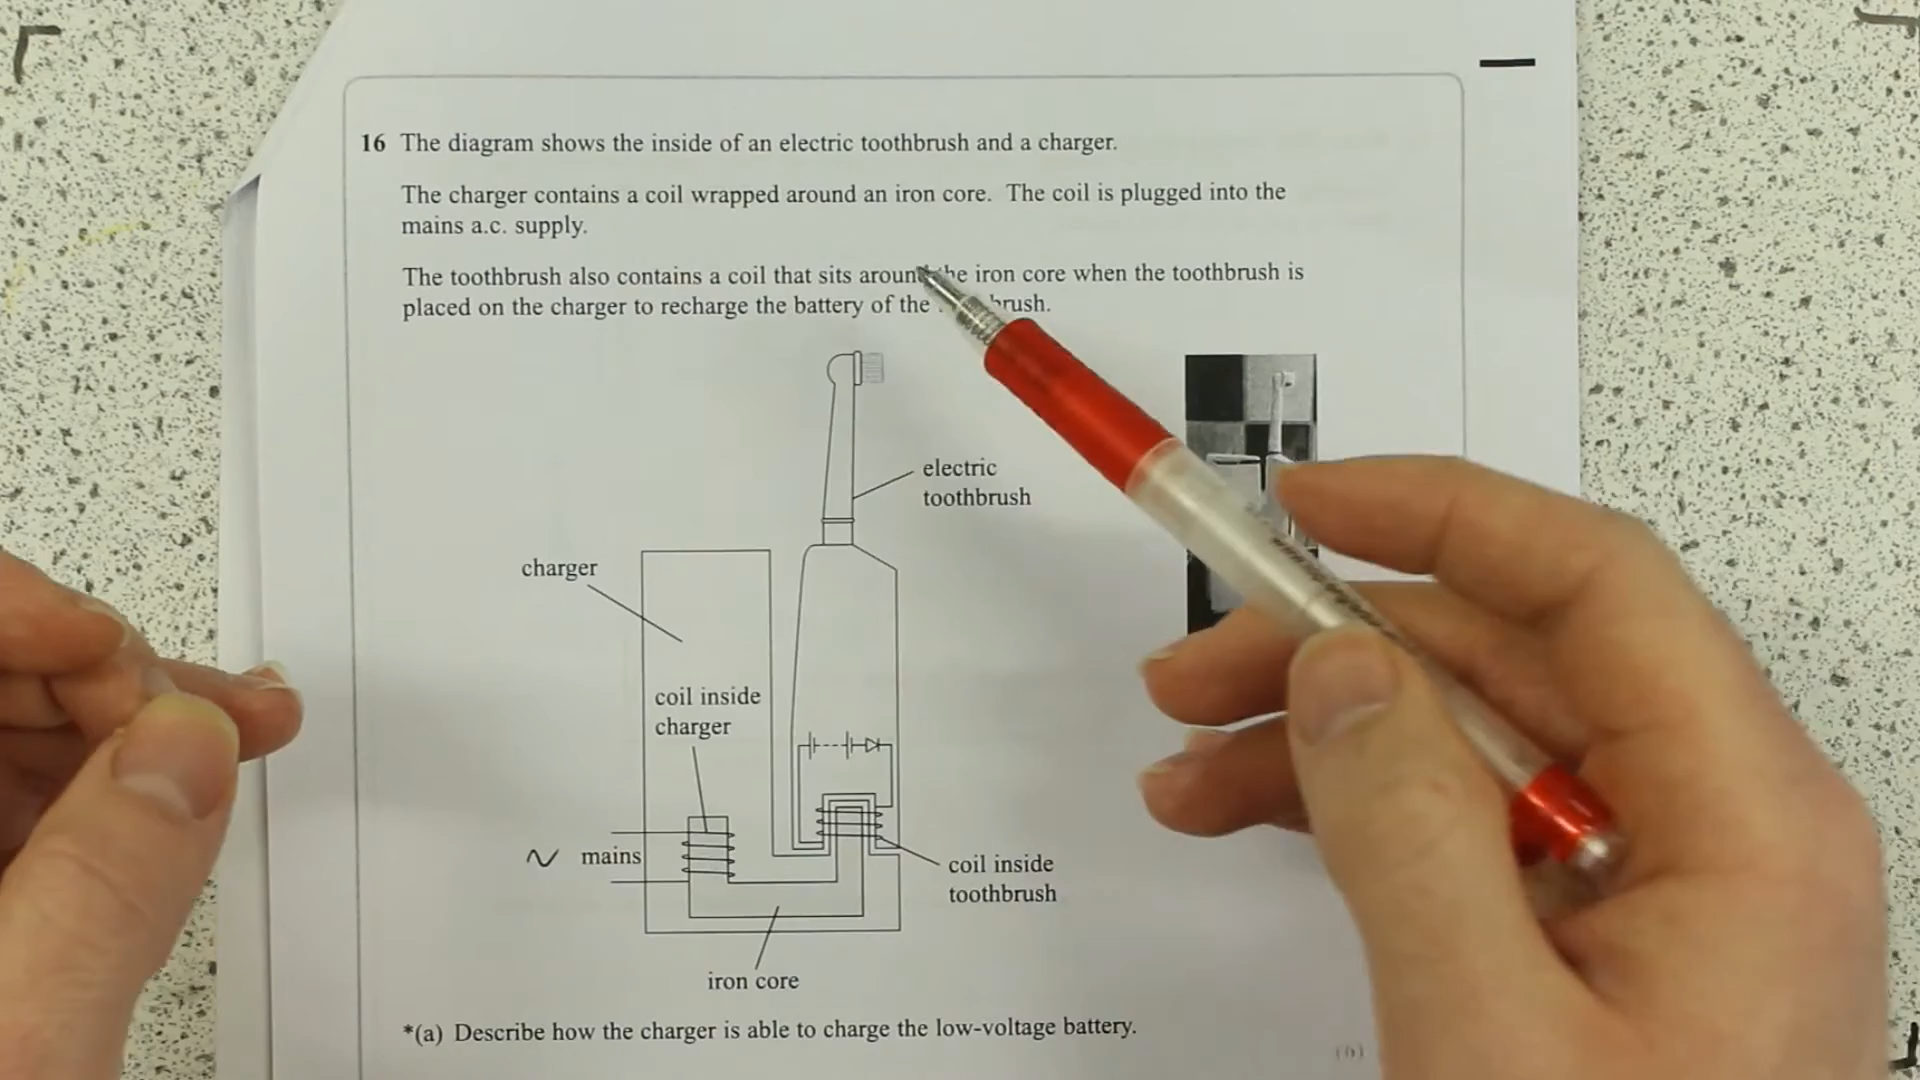 16 The diagram shows the inside of an electric toothbrush and a charger.
The charger contains a coil wrapped around an iron core. The coil is plugged into the
mains a.c. supply.
The toothbrush also contains a coil that sits around the iron core when the toothbrush is
placed on the charger to recharge the battery of the brush.
electric
toothbrush
charger
coil inside
charger
mains
coil inside
toothbrush
iron core
*(a) Describe how the charger is able to charge the low-voltage battery.